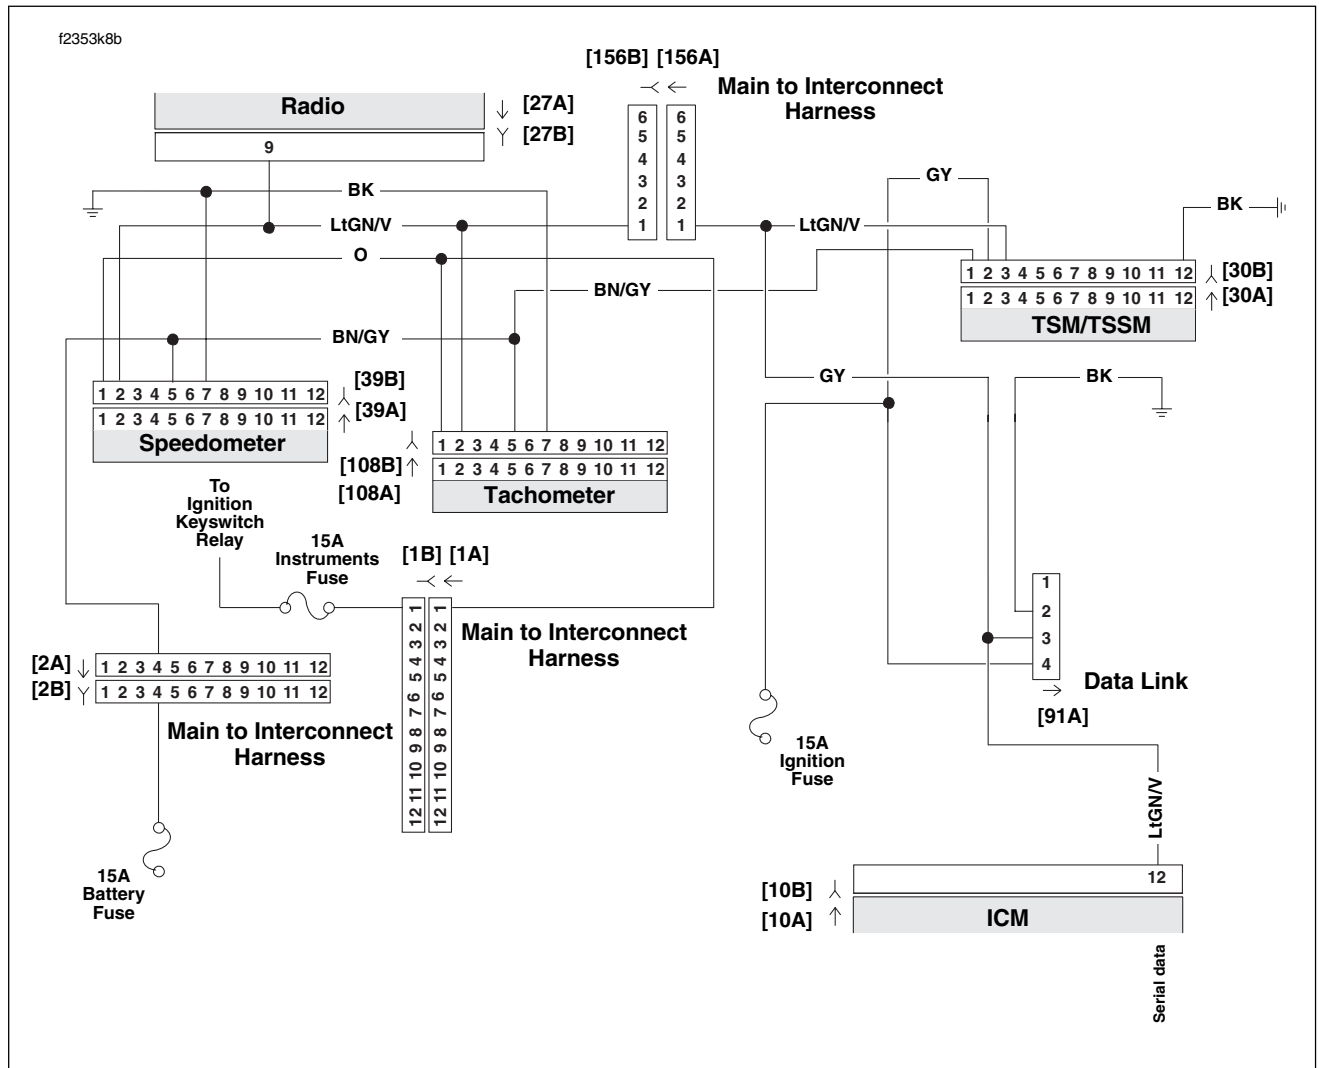 f2353k8b
[156B] [156A]
Main to Interconnect
Harness
Radio
[27A]
[27B]
9
6 6
5 5
4 4
3 3
2 2
1 1
BK
LtGN/V
O
GY
LtGN/V
BK
BN/GY
BN/GY
1 2 3 4 5 6 7 8 9 10 11 12
[30B]
1 2 3 4 5 6 7 8 9 10 11 12
[30A]
TSM/TSSM
GY
BK
[39B]
1 2 3 4 5 6 7 8 9 10 11 12
[39A]
1 2 3 4 5 6 7 8 9 10 11 12
Speedometer
1 2 3 4 5 6 7 8 9 10 11 12
[108B]
1 2 3 4 5 6 7 8 9 10 11 12
[108A]
Tachometer
To
Ignition
Keyswitch
Relay
15A
Instruments
Fuse
[1B] [1A]
12 11 10 9 8 7 6 5 4 3 2 1
12 11 10 9 8 7 6 5 4 3 2 1
Main to Interconnect
Harness
1
2
3
4
Data Link
[91A]
[2A]
1 2 3 4 5 6 7 8 9 10 11 12
[2B]
1 2 3 4 5 6 7 8 9 10 11 12
Main to Interconnect
Harness
15A
Ignition
Fuse
15A
Battery
Fuse
LtGN/V
12
[10B]
[10A]
ICM
Serial data